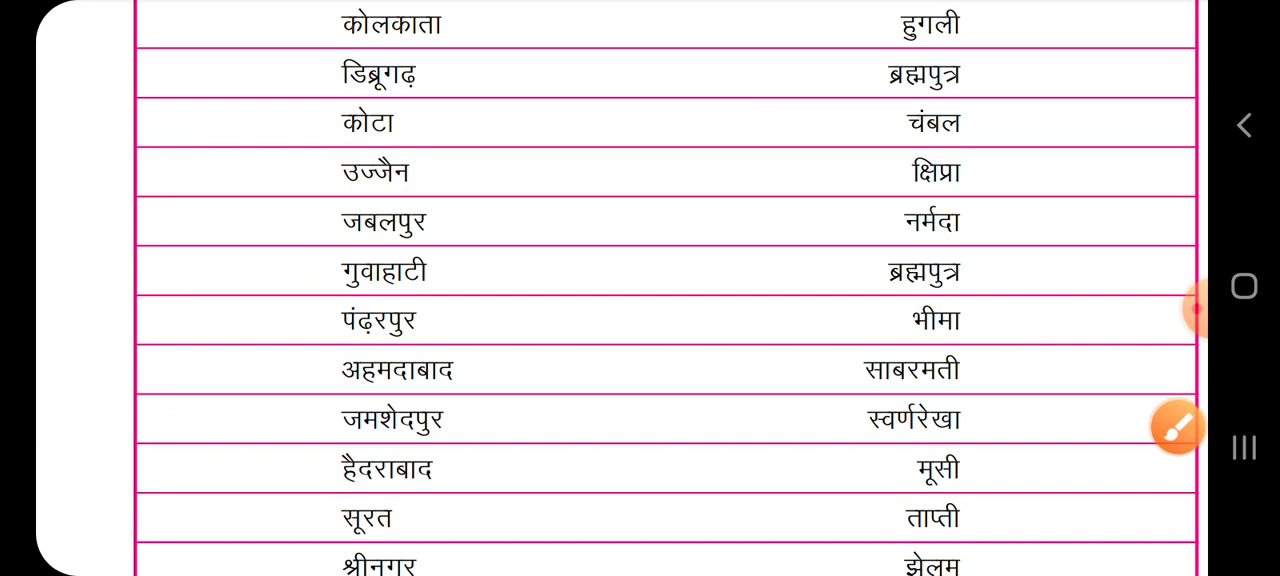 कोलकाता हुगली
डिब्रूगढ़ ब्रह्मपुत्र
कोटा चंबल
उज्जैन क्षिप्रा
जबलपुर नर्मदा
गुवाहाटी ब्रह्मपुत्र
पंढ़रपुर भीमा
अहमदाबाद साबरमती
जमशेदपुर स्वर्णरेखा
हैदराबाद मूसी
सूरत ताप्ती
श्रीनगर झेलम